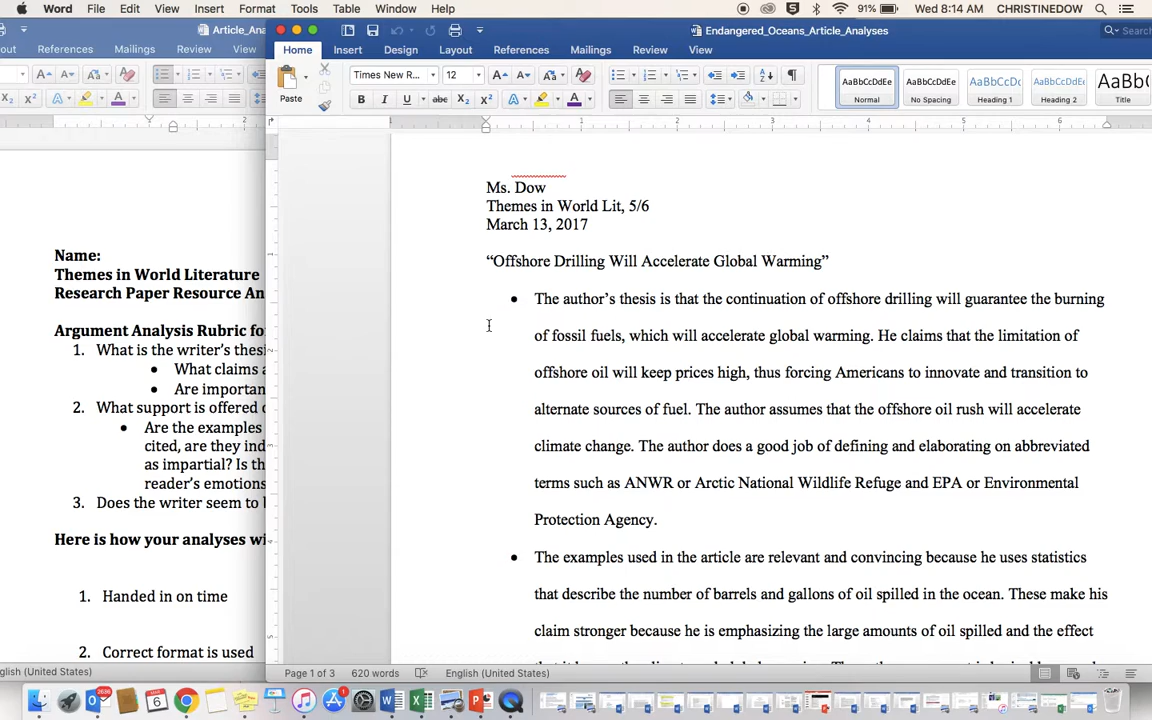 Word File Edit View Insert Format Tools Table Window Help 91% Wed 8:14 AM CHRISTINEDOW
Article_Ana
References Mailings Review View
Endangered_Oceans_Article_Analyses
Home Insert Design Layout References Mailings Review View
Times New R... 12
Paste
AaBbCcDdEe AaBbCcDdEe AaBbCcDc AaBbCcDdEe AaBb(
Normal No Spacing Heading 1 Heading 2 Title
Name:
Themes in World Literature
Research Paper Resource An
Argument Analysis Rubric fo
1. What is the writer's thesi
• What claims a
• Are importan
2. What support is offered o
• Are the examples
cited, are they ind
as impartial? Is th
reader's emotions
3. Does the writer seem to b
Here is how your analyses wi
1. Handed in on time
2. Correct format is used
Ms. Dow
Themes in World Lit, 5/6
March 13, 2017
“Offshore Drilling Will Accelerate Global Warming”
• The author’s thesis is that the continuation of offshore drilling will guarantee the burning
of fossil fuels, which will accelerate global warming. He claims that the limitation of
offshore oil will keep prices high, thus forcing Americans to innovate and transition to
alternate sources of fuel. The author assumes that the offshore oil rush will accelerate
climate change. The author does a good job of defining and elaborating on abbreviated
terms such as ANWR or Arctic National Wildlife Refuge and EPA or Environmental
Protection Agency.
• The examples used in the article are relevant and convincing because he uses statistics
that describe the number of barrels and gallons of oil spilled in the ocean. These make his
claim stronger because he is emphasizing the large amounts of oil spilled and the effect
glish (United States)
Page 1 of 3 620 words English (United States)